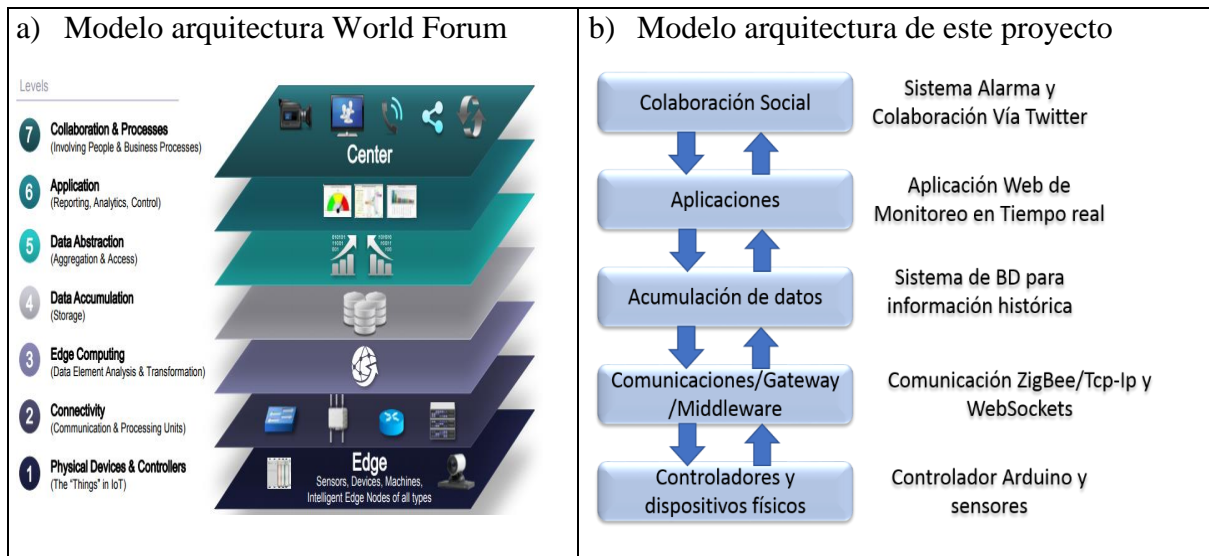 a) Modelo arquitectura World Forum
Levels
7
Collaboration & Processes
(Involving People & Business Processes)
6
Application
(Reporting, Analytics, Control)
5
Data Abstraction
(Aggregation & Access)
4
Data Accumulation
(Storage)
3
Edge Computing
(Data Element Analysis & Transformation)
2
Connectivity
(Communication & Processing Units)
1
Physical Devices & Controllers
(The "Things" in IoT)
Center
Edge
Sensors, Devices, Machines,
Intelligent Edge Nodes of all types
b) Modelo arquitectura de este proyecto
Colaboración Social
Sistema Alarma y
Colaboración Vía Twitter
Aplicaciones
Aplicación Web de
Monitoreo en Tiempo real
Acumulación de datos
Sistema de BD para
información histórica
Comunicaciones/Gateway
/Middleware
Comunicación ZigBee/Tcp-Ip y
WebSockets
Controladores y
dispositivos físicos
Controlador Arduino y
sensores